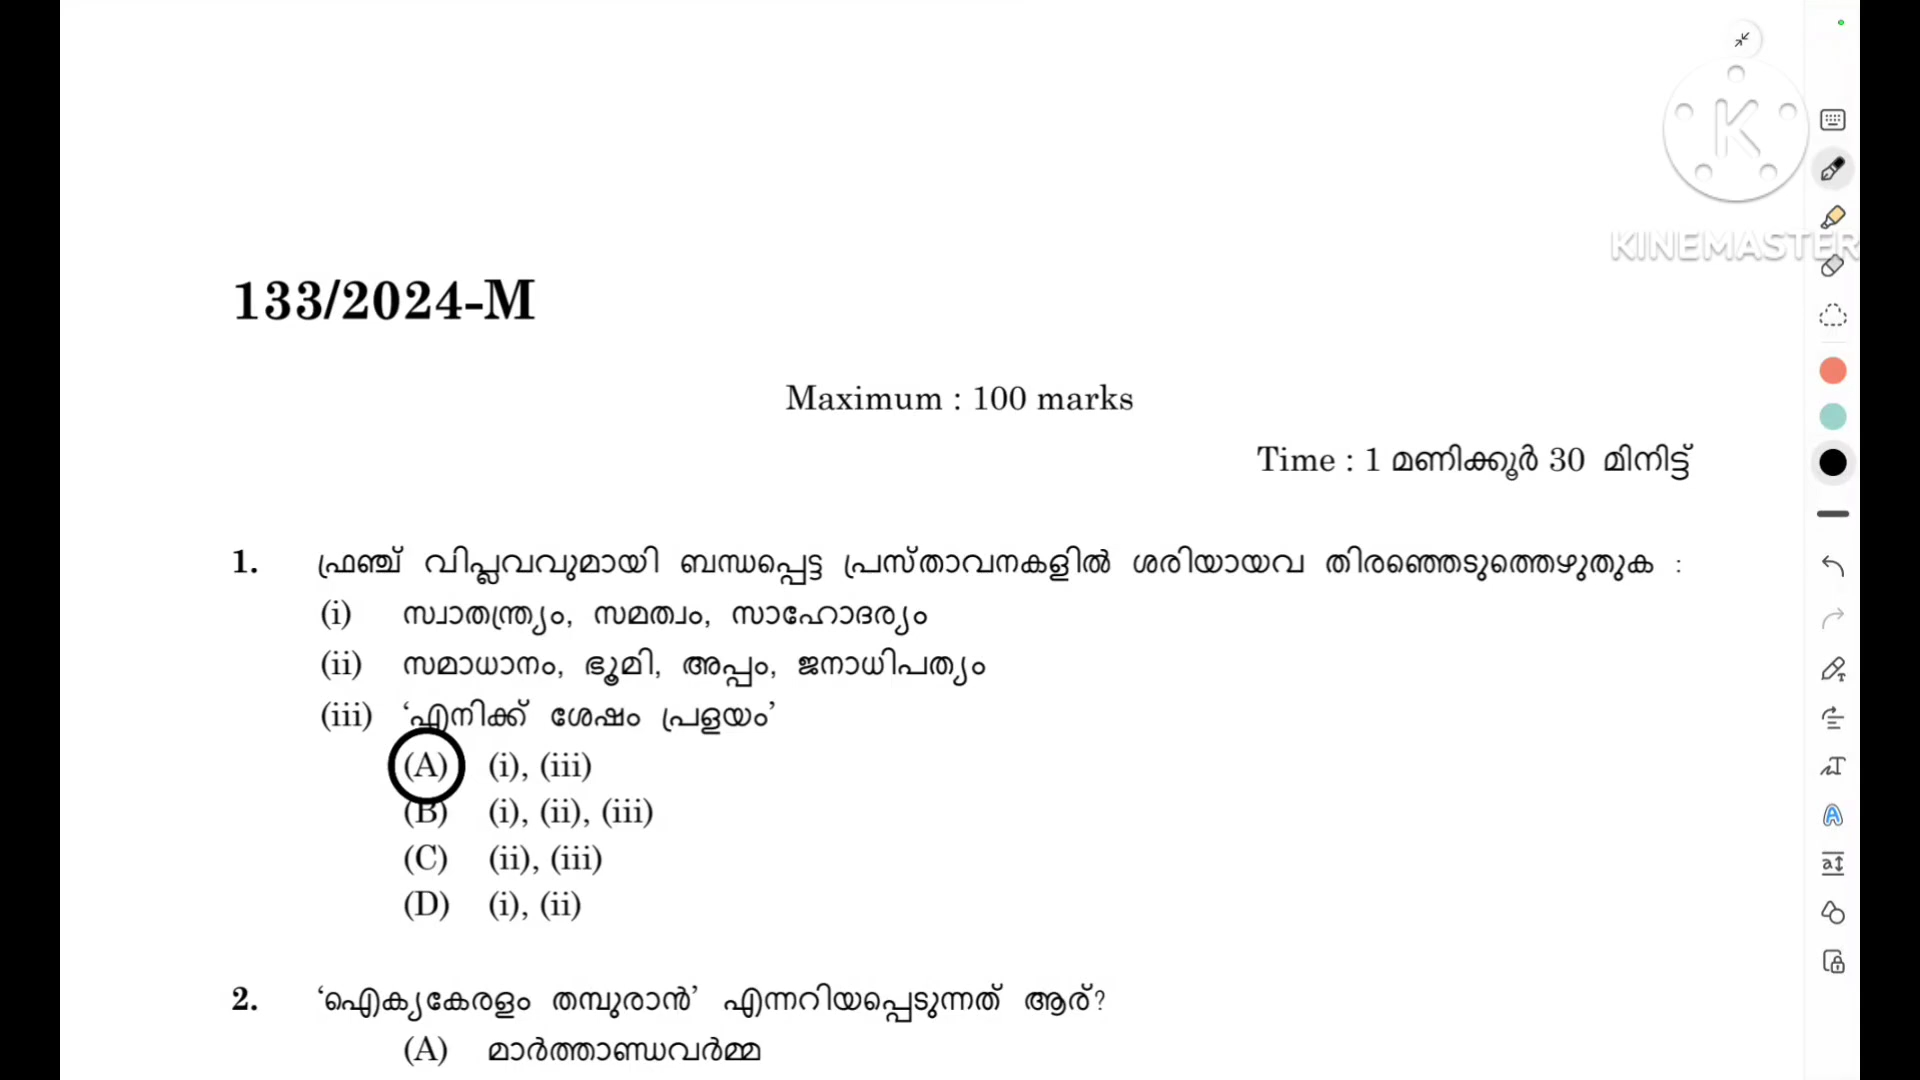 KINEMASTER
133/2024-M
Maximum : 100 marks
Time : 1 മണിക്കൂർ 30 മിനിട്ട്
1. ഫ്രഞ്ച് വിപ്ലവവുമായി ബന്ധപ്പെട്ട പ്രസ്താവനകളിൽ ശരിയായവ തിരഞ്ഞെടുത്തെഴുതുക :
(i) സ്വാതന്ത്ര്യം, സമത്വം, സാഹോദര്യം
(ii) സമാധാനം, ഭൂമി, അപ്പം, ജനാധിപത്യം
(iii) ‘എനിക്ക് ശേഷം പ്രളയം’
(A) (i), (iii)
(B) (i), (ii), (iii)
(C) (ii), (iii)
(D) (i), (ii)
2. ‘ഐക്യകേരളം തമ്പുരാൻ’ എന്നറിയപ്പെടുന്നത് ആര്?
(A) മാർത്താണ്ഡവർമ്മ